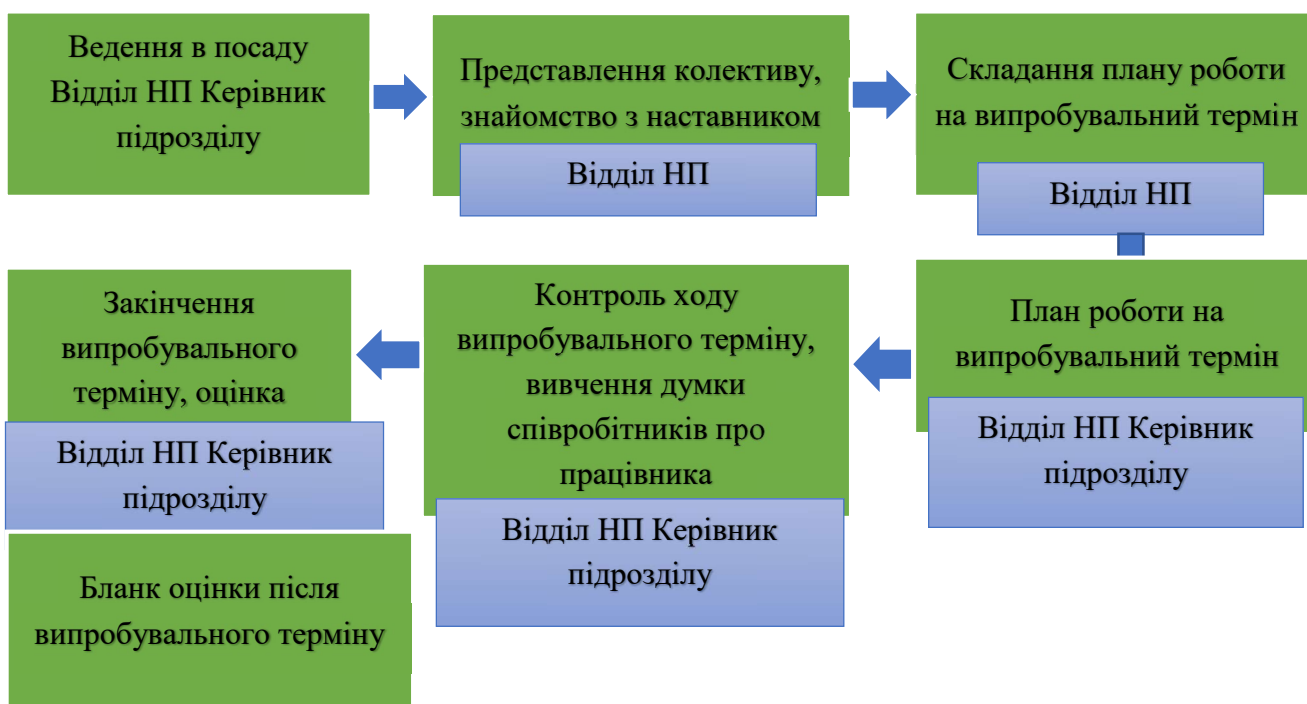 Ведення в посаду
Відділ НП Керівник
підрозділу
Представлення колективу,
знайомство з наставником
Відділ НП
Складання плану роботи
на випробувальний термін
Відділ НП
План роботи на
випробувальний термін
Відділ НП Керівник
підрозділу
Контроль ходу
випробувального терміну,
вивчення думки
співробітників про
працівника
Відділ НП Керівник
підрозділу
Закінчення
випробувального
терміну, оцінка
Відділ НП Керівник
підрозділу
Бланк оцінки після
випробувального терміну